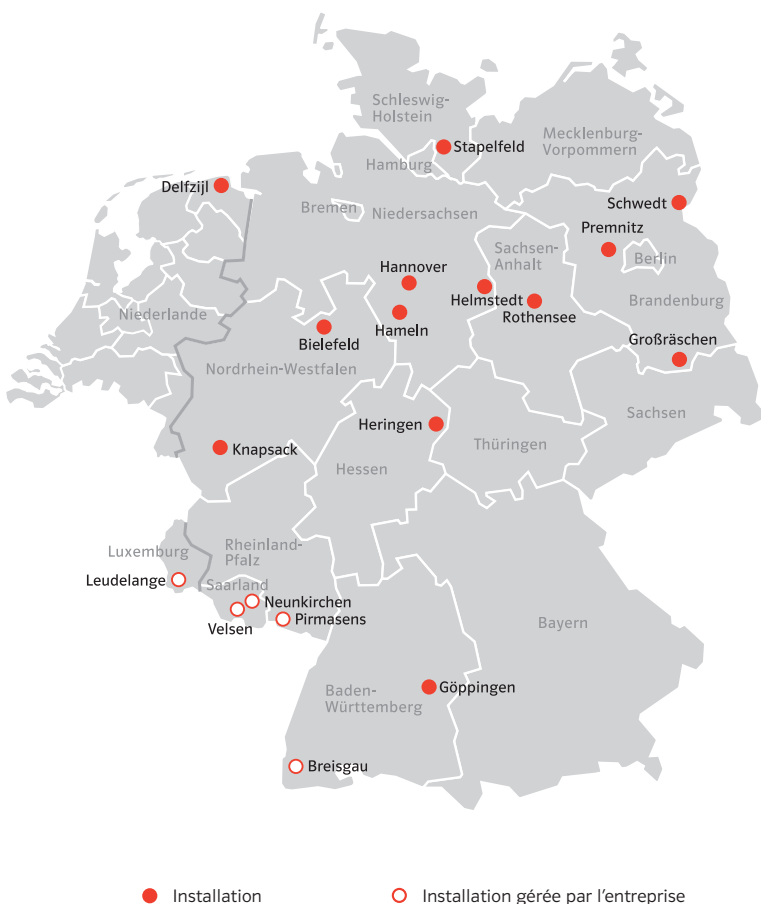 Schleswig-
Holstein
Mecklenburg-
Vorpommern
Stapelfeld
Hamburg
Delfzijl
Schwedt
Bremen
Niedersachsen
Premnitz
Sachsen-
Anhalt
Berlin
Hannover
Helmstedt
Brandenburg
Rothensee
Niederlande
Hameln
Bielefeld
Großräschen
Nordrhein-Westfalen
Sachsen
Heringen
Thüringen
Knapsack
Hessen
Luxemburg
Rheinland-
Pfalz
Leudelange
Saarland
Neunkirchen
Pirmasens
Velsen
Bayern
Göppingen
Baden-
Württemberg
Breisgau
Installation
Installation gérée par l'entreprise